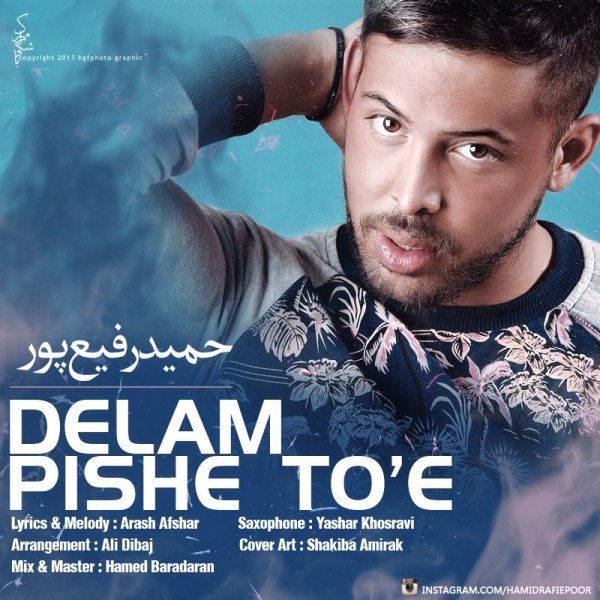 copyright 2015 hgfphoto graphic
حمید رفیع پور
DELAM
PISHE TO'E
Lyrics & Melody : Arash Afshar
Saxophone : Yashar Khosravi
Arrangement : Ali Dibaj
Cover Art : Shakiba Amirak
Mix & Master : Hamed Baradaran
INSTAGRAM.COM/HAMIDRAFIEPOOR